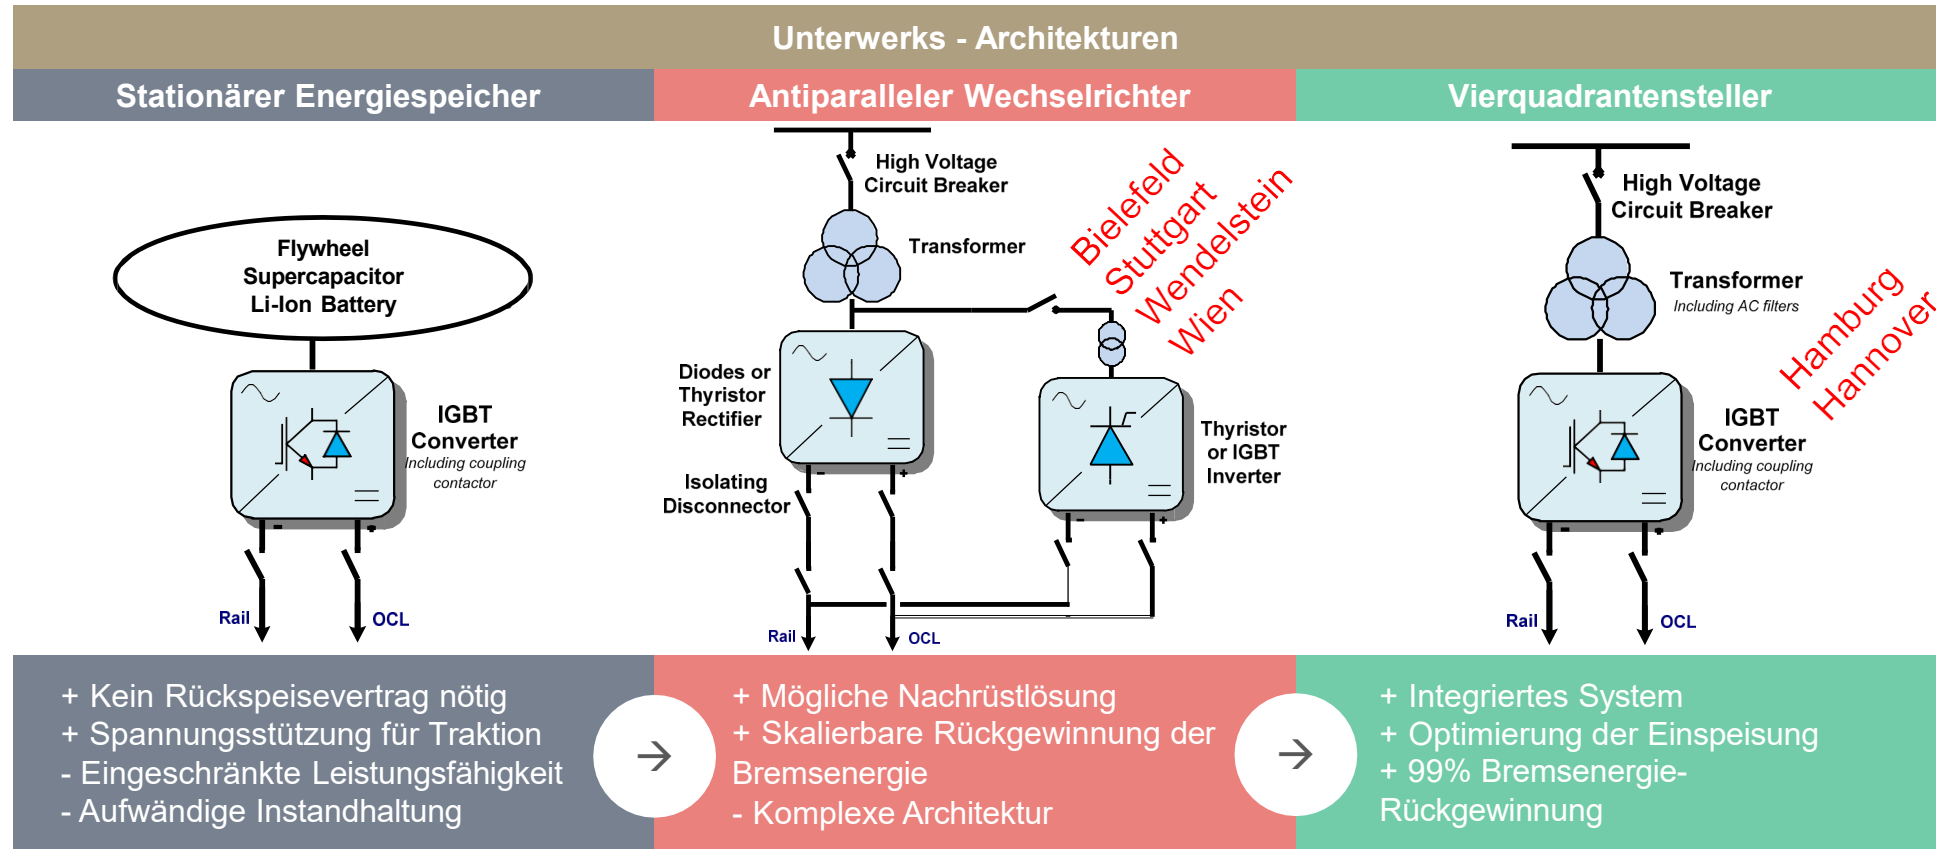 Unterwerks - Architekturen
Stationärer Energiespeicher
Antiparalleler Wechselrichter
Vierquadrantensteller
Flywheel
Supercapacitor
Li-Ion Battery
IGBT
Converter
Including coupling
contactor
-
+
Rail
OCL
High Voltage
Circuit Breaker
Transformer
Bielefeld
Stuttgart
Wendelstein
Wien
Diodes or
Thyristor
Rectifier
-
+
Isolating
Disconnector
Thyristor
or IGBT
Inverter
-
+
Rail
OCL
High Voltage
Circuit Breaker
Transformer
Including AC filters
Hamburg
Hannover
IGBT
Converter
Including coupling
contactor
-
+
Rail
OCL
+ Kein Rückspeisevertrag nötig
+ Spannungsstützung für Traktion
- Eingeschränkte Leistungsfähigkeit
- Aufwändige Instandhaltung
→
+ Mögliche Nachrüstlösung
+ Skalierbare Rückgewinnung der
Bremsenergie
- Komplexe Architektur
→
+ Integriertes System
+ Optimierung der Einspeisung
+ 99% Bremsenergie-
Rückgewinnung